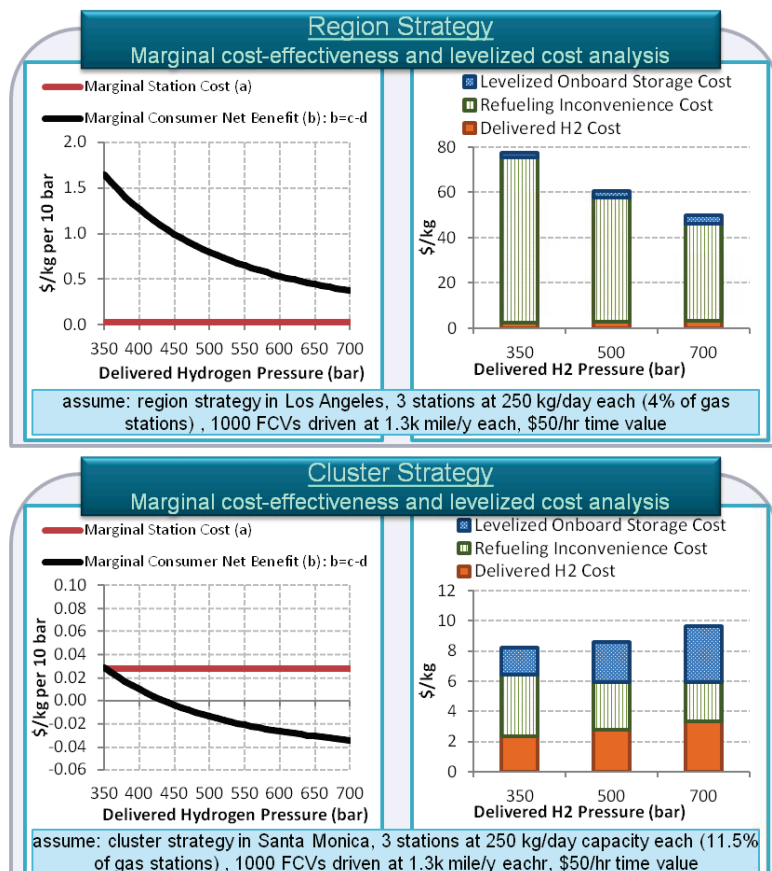 Region Strategy
Marginal cost-effectiveness and levelized cost analysis
Marginal Station Cost (a)
Marginal Consumer Net Benefit (b): b=c-d
2.0
1.5
1.0
0.5
0.0
$/kg per 10 bar
350 400 450 500 550 600 650 700
Delivered Hydrogen Pressure (bar)
Levelized Onboard Storage Cost
Refueling Inconvenience Cost
Delivered H2 Cost
80
60
40
20
0
$/kg
350 500 700
Delivered H2 Pressure (bar)
assume: region strategy in Los Angeles, 3 stations at 250 kg/day each (4% of gas
stations) , 1000 FCVs driven at 1.3k mile/y each, $50/hr time value
Cluster Strategy
Marginal cost-effectiveness and levelized cost analysis
Marginal Station Cost (a)
Marginal Consumer Net Benefit (b): b=c-d
0.10
0.08
0.06
0.04
0.02
0.00
-0.02
-0.04
-0.06
$/kg per 10 bar
350 400 450 500 550 600 650 700
Delivered Hydrogen Pressure (bar)
Levelized Onboard Storage Cost
Refueling Inconvenience Cost
Delivered H2 Cost
12
10
8
6
4
2
0
$/kg
350 500 700
Delivered H2 Pressure (bar)
assume: cluster strategy in Santa Monica, 3 stations at 250 kg/day capacity each (11.5%
of gas stations) , 1000 FCVs driven at 1.3k mile/y eachr, $50/hr time value